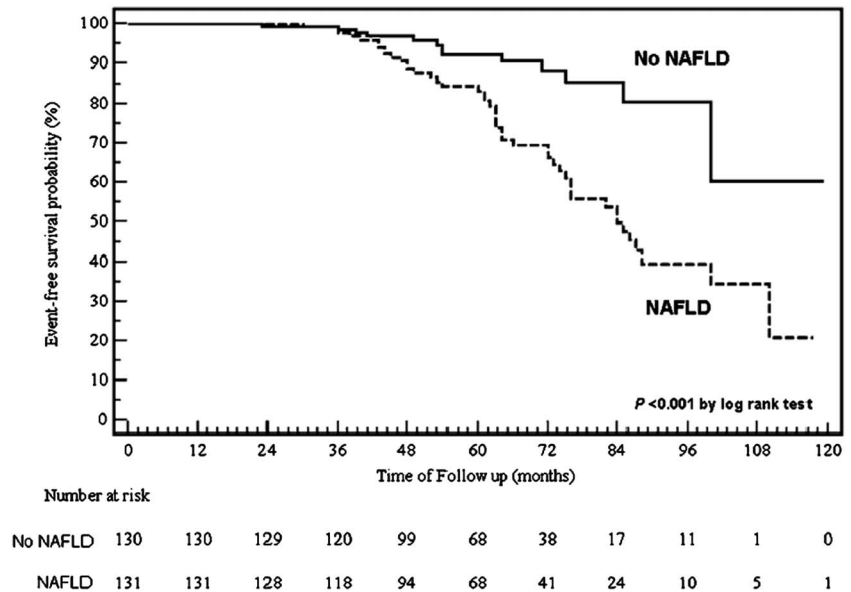 Event-free survival probability (%)
100
90
80
70
60
50
40
30
20
10
0
No NAFLD
NAFLD
P <0.001 by log rank test
0 12 24 36 48 60 72 84 96 108 120
Time of Follow up (months)
Number at risk
No NAFLD 130 130 129 120 99 68 38 17 11 1 0
NAFLD 131 131 128 118 94 68 41 24 10 5 1